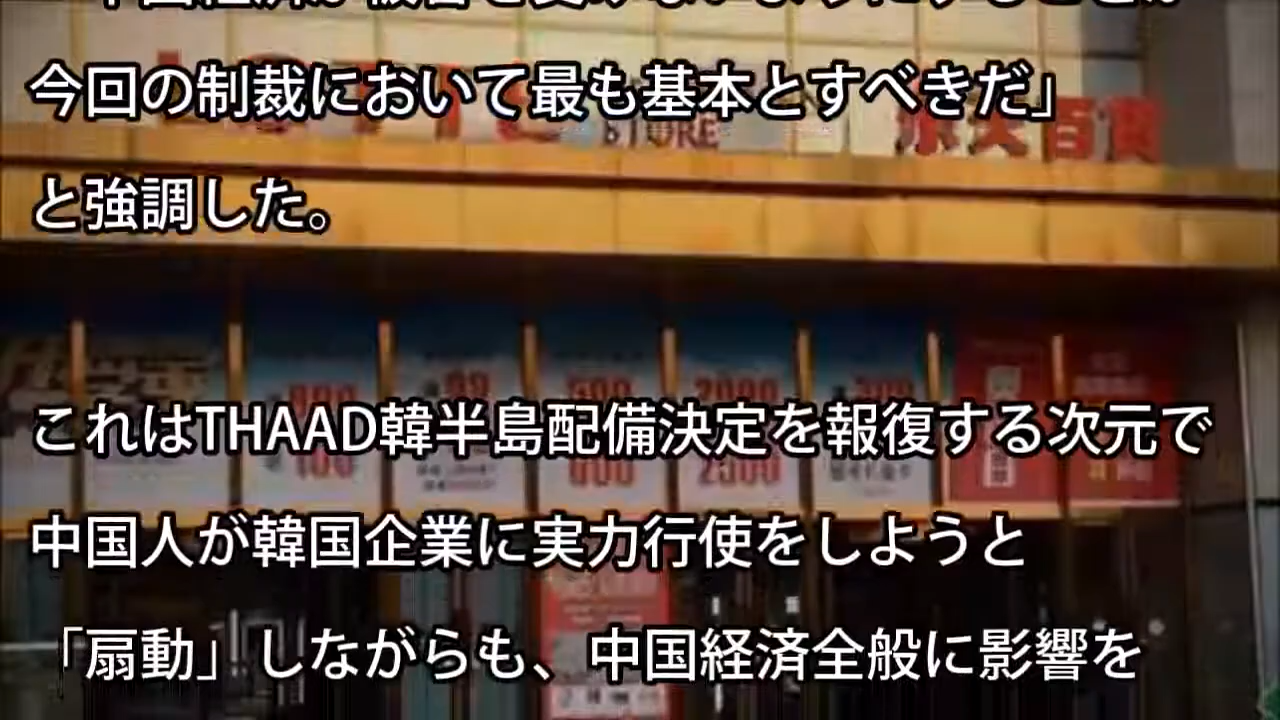 今回の制裁において最も基本とすべきだ」
と強調した。
STORE
百貨
これはTHAAD韓半島配備決定を報復する次元で
中国人が韓国企業に実力行使をしようと
「扇動」しながらも、中国経済全般に影響を